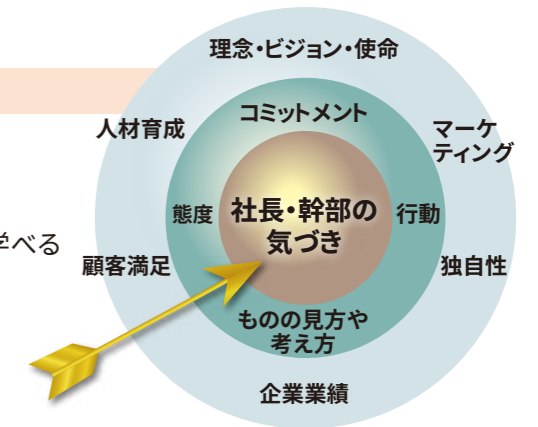 理念・ビジョン・使命
コミットメント
人材育成
マーケ
ティング
態度
社長・幹部の
気づき
行動
学べる
顧客満足
独自性
ものの見方や
考え方
企業業績